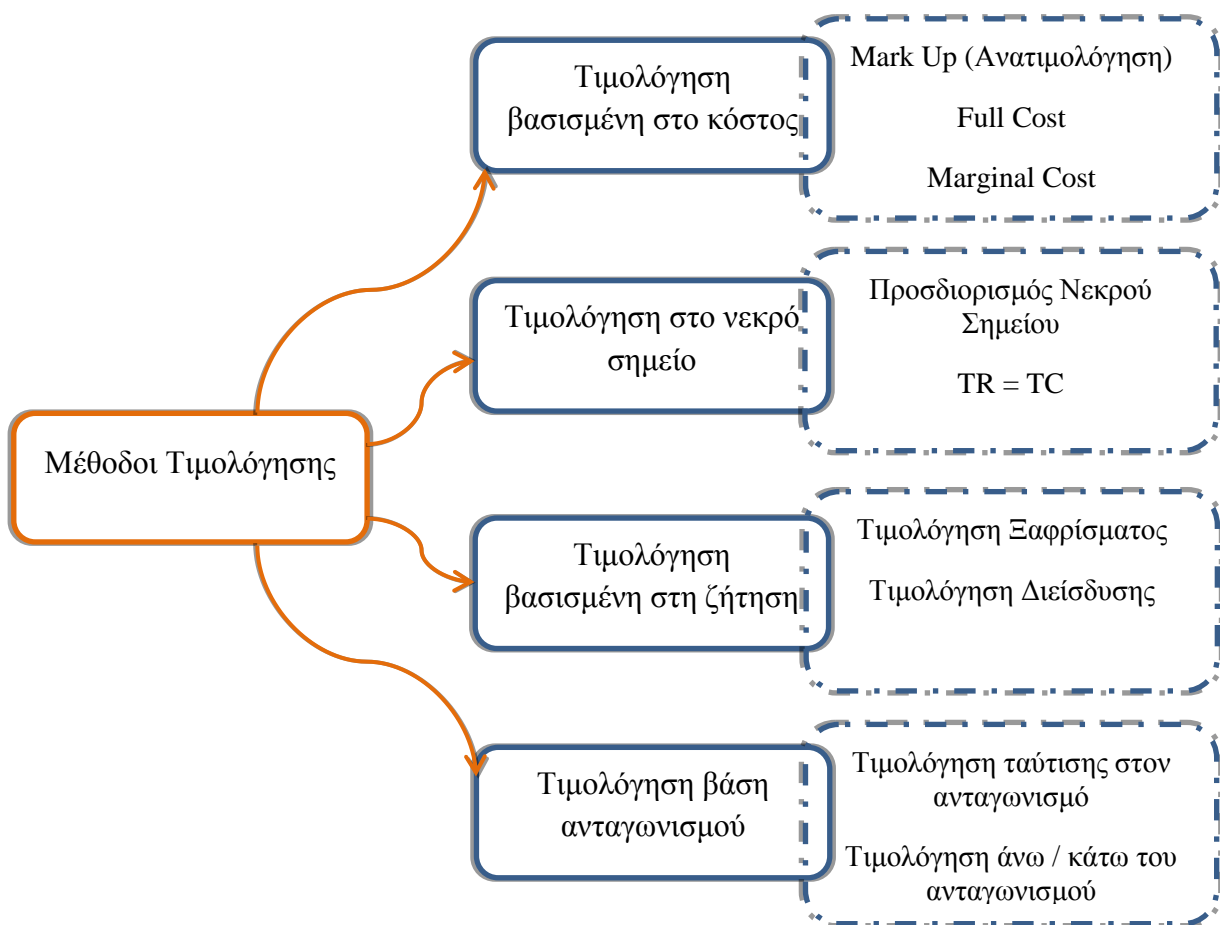 Μέθοδοι Τιμολόγησης
Τιμολόγηση
βασισμένη στο κόστος
Mark Up (Ανατιμολόγηση)
Full Cost
Marginal Cost
Τιμολόγηση στο νεκρό
σημείο
Προσδιορισμός Νεκρού
Σημείου
TR = TC
Τιμολόγηση
βασισμένη στη ζήτηση
Τιμολόγηση Ξαφρίσματος
Τιμολόγηση Διείσδυσης
Τιμολόγηση βάση
ανταγωνισμού
Τιμολόγηση ταύτισης στον
ανταγωνισμό
Τιμολόγηση άνω / κάτω του
ανταγωνισμού